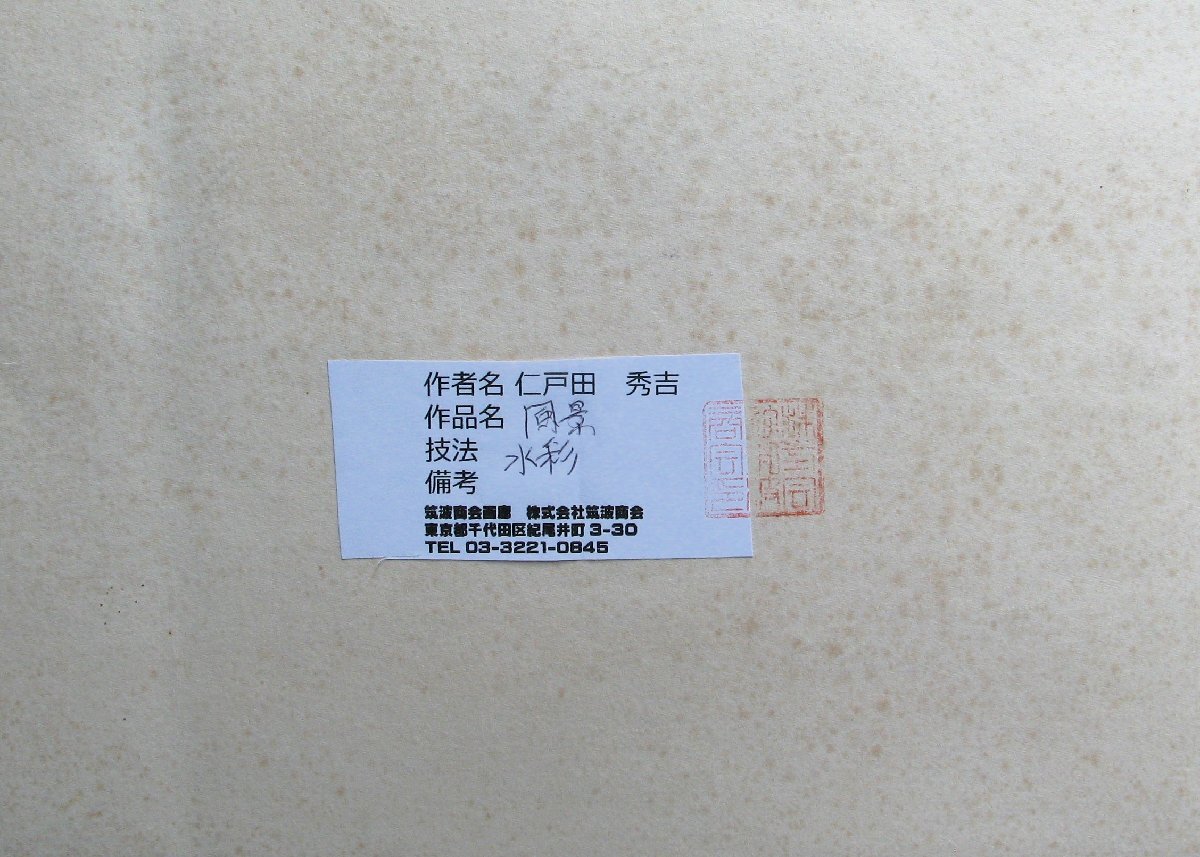 作者名 仁戸田 秀吉
作品名 風景
技法 水彩
備考
筑波商会画廊 株式会社筑波商会
東京都千代田区紀尾井町3-30
TEL 03-3221-0845